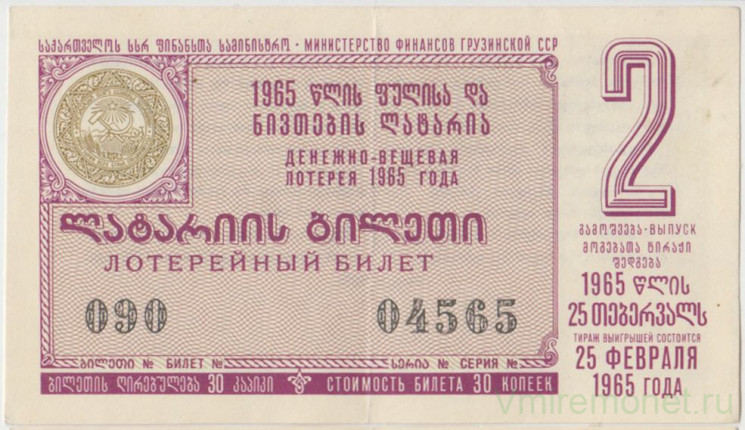 საქართველოს სსრ ფინანსთა სამინისტრო • МИНИСТЕРСТВО ФИНАНСОВ ГРУЗИНСКОЙ ССР
1965 წლის ფულისა და
ნივთების ლატარია
ДЕНЕЖНО-ВЕЩЕВАЯ
ЛОТЕРЕЯ 1965 ГОДА
ლატარიის ბილეთი
ЛОТЕРЕЙНЫЙ БИЛЕТ
090 04565
ბილეთი № БИЛЕТ № სერია № СЕРИЯ №
ბილეთის ღირებულება 30 კაპიკი СТОИМОСТЬ БИЛЕТА 30 КОПЕЕК
2
გამოშვება-ВЫПУСК
მოგებათა ტირაჟი
შედგება
1965 წლის
25 თებერვალს
ТИРАЖ ВЫИГРЫШЕЙ СОСТОИТСЯ
25 ФЕВРАЛЯ
1965 ГОДА
vmiremonet.ru